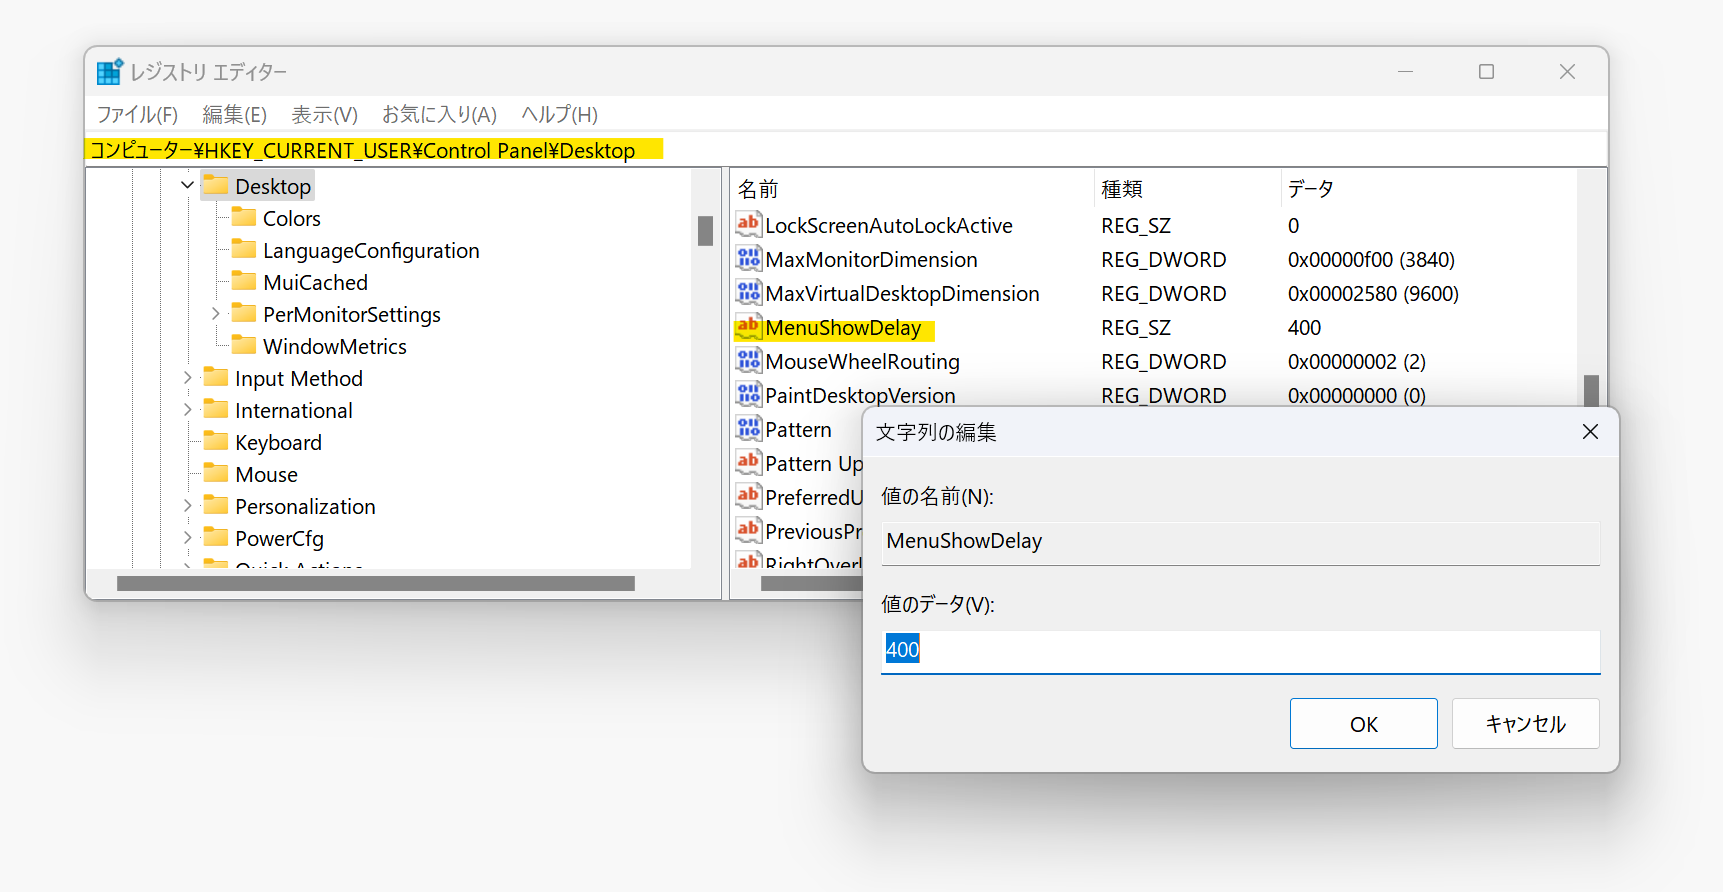 レジストリ エディター
ファイル(F) 編集(E) 表示(V) お気に入り(A) ヘルプ(H)
コンピューター¥HKEY_CURRENT_USER¥Control Panel¥Desktop
Desktop
Colors
LanguageConfiguration
MuiCached
PerMonitorSettings
WindowMetrics
Input Method
International
Keyboard
Mouse
Personalization
PowerCfg
Quick Actions
名前 種類 データ
LockScreenAutoLockActive REG_SZ 0
MaxMonitorDimension REG_DWORD 0x00000f00 (3840)
MaxVirtualDesktopDimension REG_DWORD 0x00002580 (9600)
MenuShowDelay REG_SZ 400
MouseWheelRouting REG_DWORD 0x00000002 (2)
PaintDesktopVersion REG_DWORD 0x00000000 (0)
Pattern
Pattern Up
PreferredU
PreviousPr
RightOverl
文字列の編集
値の名前(N):
MenuShowDelay
値のデータ(V):
400
OK キャンセル